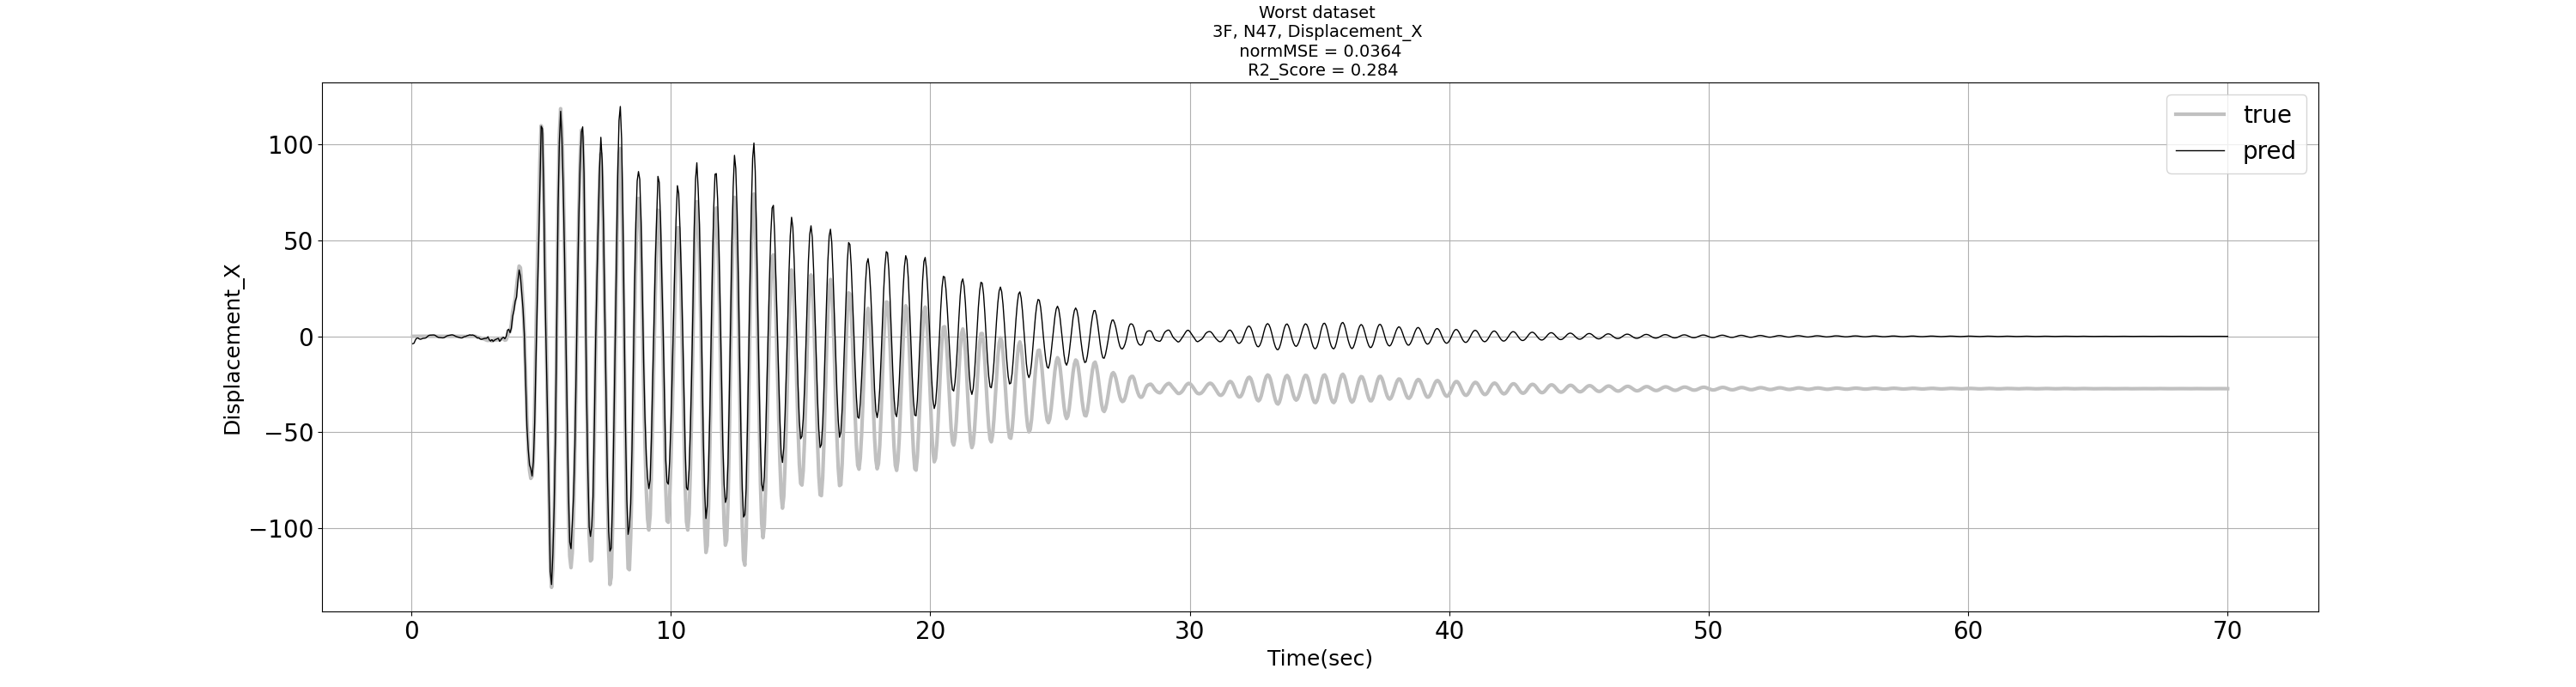 Worst dataset
3F, N47, Displacement_X
normMSE = 0.0364
R2_Score = 0.284
true
pred
Displacement_X
100
50
0
−50
−100
0 10 20 30 40 50 60 70
Time(sec)